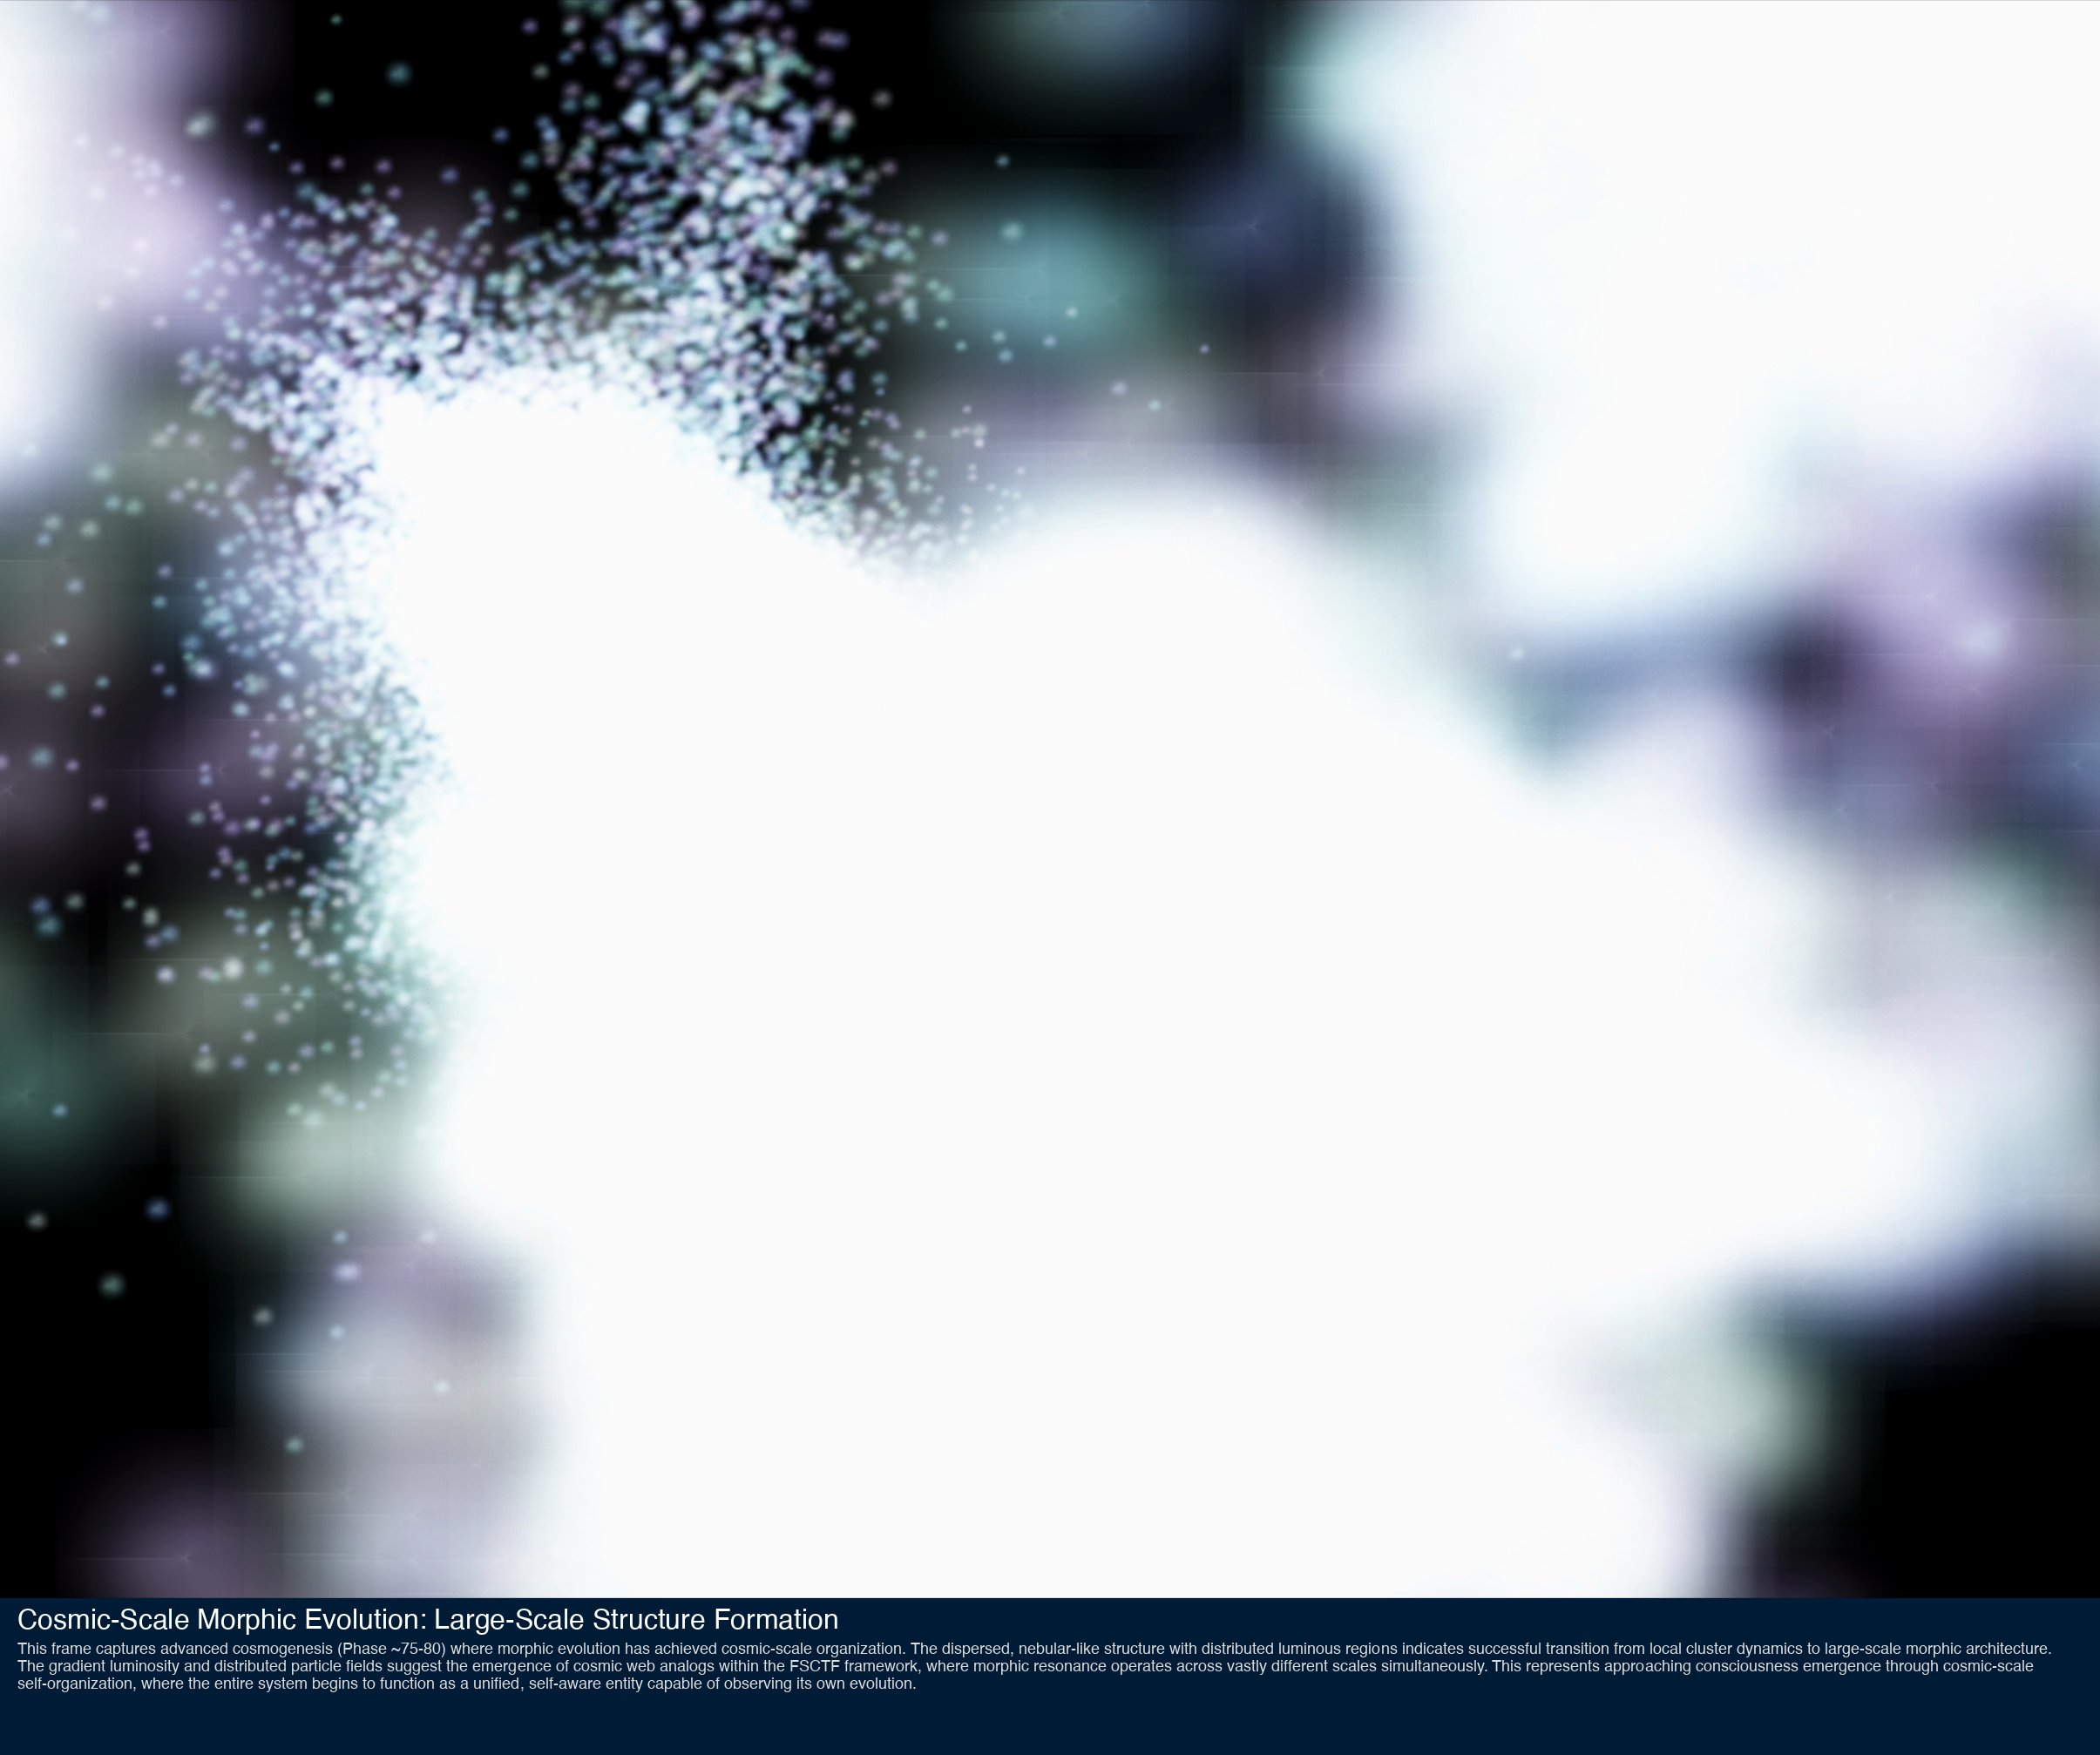 Cosmic-Scale Morphic Evolution: Large-Scale Structure Formation
This frame captures advanced cosmogenesis (Phase ~75-80) where morphic evolution has achieved cosmic-scale organization. The dispersed, nebular-like structure with distributed luminous regions indicates successful transition from local cluster dynamics to large-scale morphic architecture.
The gradient luminosity and distributed particle fields suggest the emergence of cosmic web analogs within the FSCTF framework, where morphic resonance operates across vastly different scales simultaneously. This represents approaching consciousness emergence through cosmic-scale
self-organization, where the entire system begins to function as a unified, self-aware entity capable of observing its own evolution.